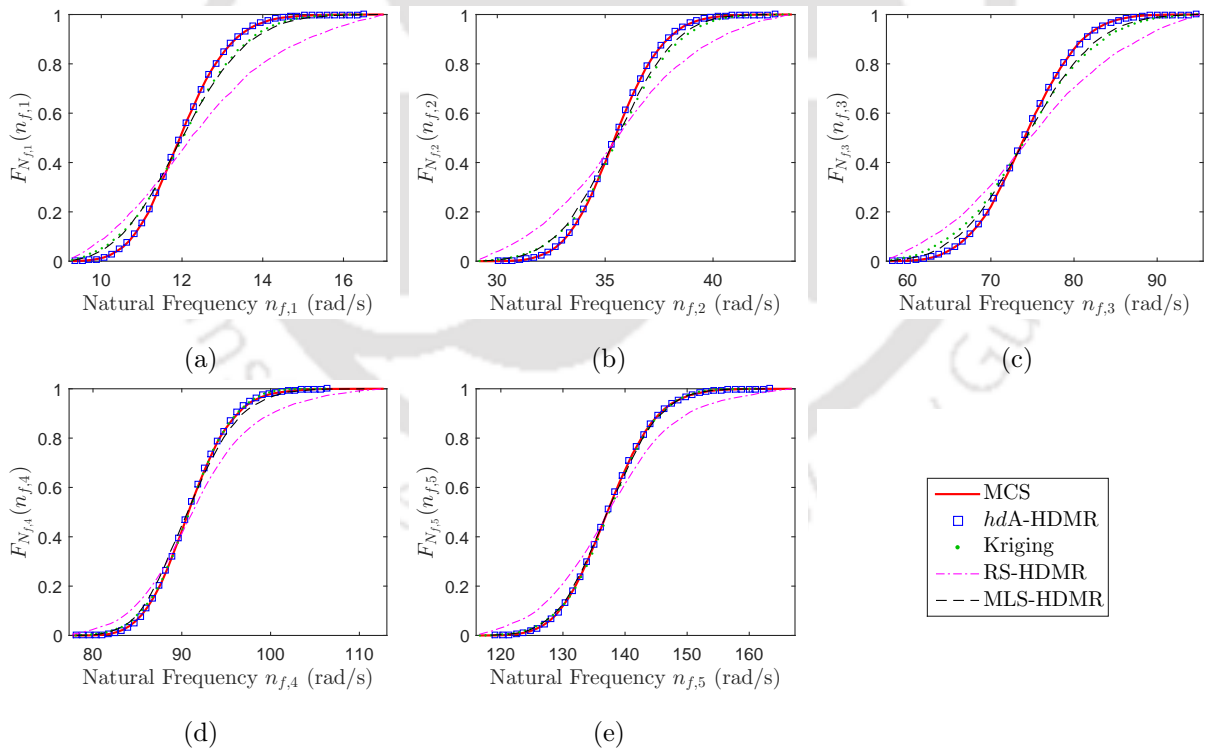 1
0.8
0.6
0.4
0.2
0
10 12 14 16
F_{N_{f,1}}(n_{f,1})
Natural Frequency n_{f,1} (rad/s)
(a)
1
0.8
0.6
0.4
0.2
0
30 35 40
F_{N_{f,2}}(n_{f,2})
Natural Frequency n_{f,2} (rad/s)
(b)
1
0.8
0.6
0.4
0.2
0
60 70 80 90
F_{N_{f,3}}(n_{f,3})
Natural Frequency n_{f,3} (rad/s)
(c)
1
0.8
0.6
0.4
0.2
0
80 90 100 110
F_{N_{f,4}}(n_{f,4})
Natural Frequency n_{f,4} (rad/s)
(d)
1
0.8
0.6
0.4
0.2
0
120 130 140 150 160
F_{N_{f,5}}(n_{f,5})
Natural Frequency n_{f,5} (rad/s)
(e)
MCS
hdA-HDMR
Kriging
RS-HDMR
MLS-HDMR